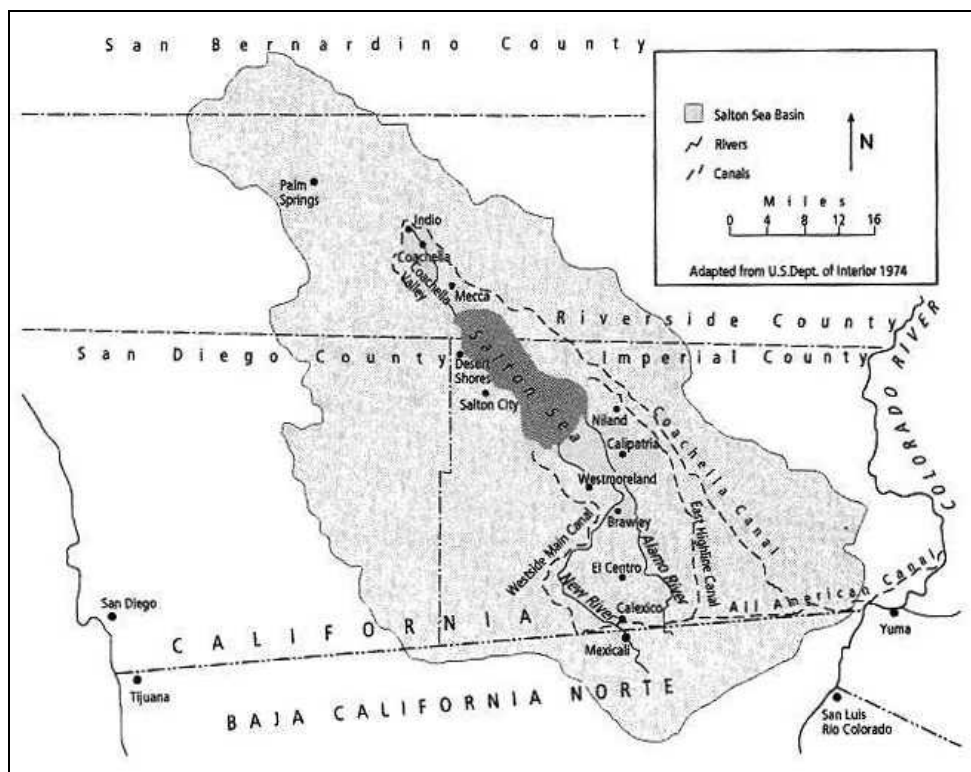 San Bernardino County
Salton Sea Basin
Rivers
Canals
N
Miles
0 4 8 12 16
Adapted from U.S.Dept. of Interior 1974
Palm
Springs
Indio
Coachella
Coachella
Valley
Mecca
Riverside County
San Diego County
Imperial County
COLORADO RIVER
Salton Sea
Desert
Shores
Salton City
Niland
Calipatria
Coachella Canal
Westmoreland
Brawley
East Highline Canal
Westside Main Canal
Alamo River
El Centro
New River
Calexico
All American Canal
San Diego
CALIFORNIA
Yuma
Mexicali
Tijuana
BAJA CALIFORNIA NORTE
San Luis
Rio Colorado